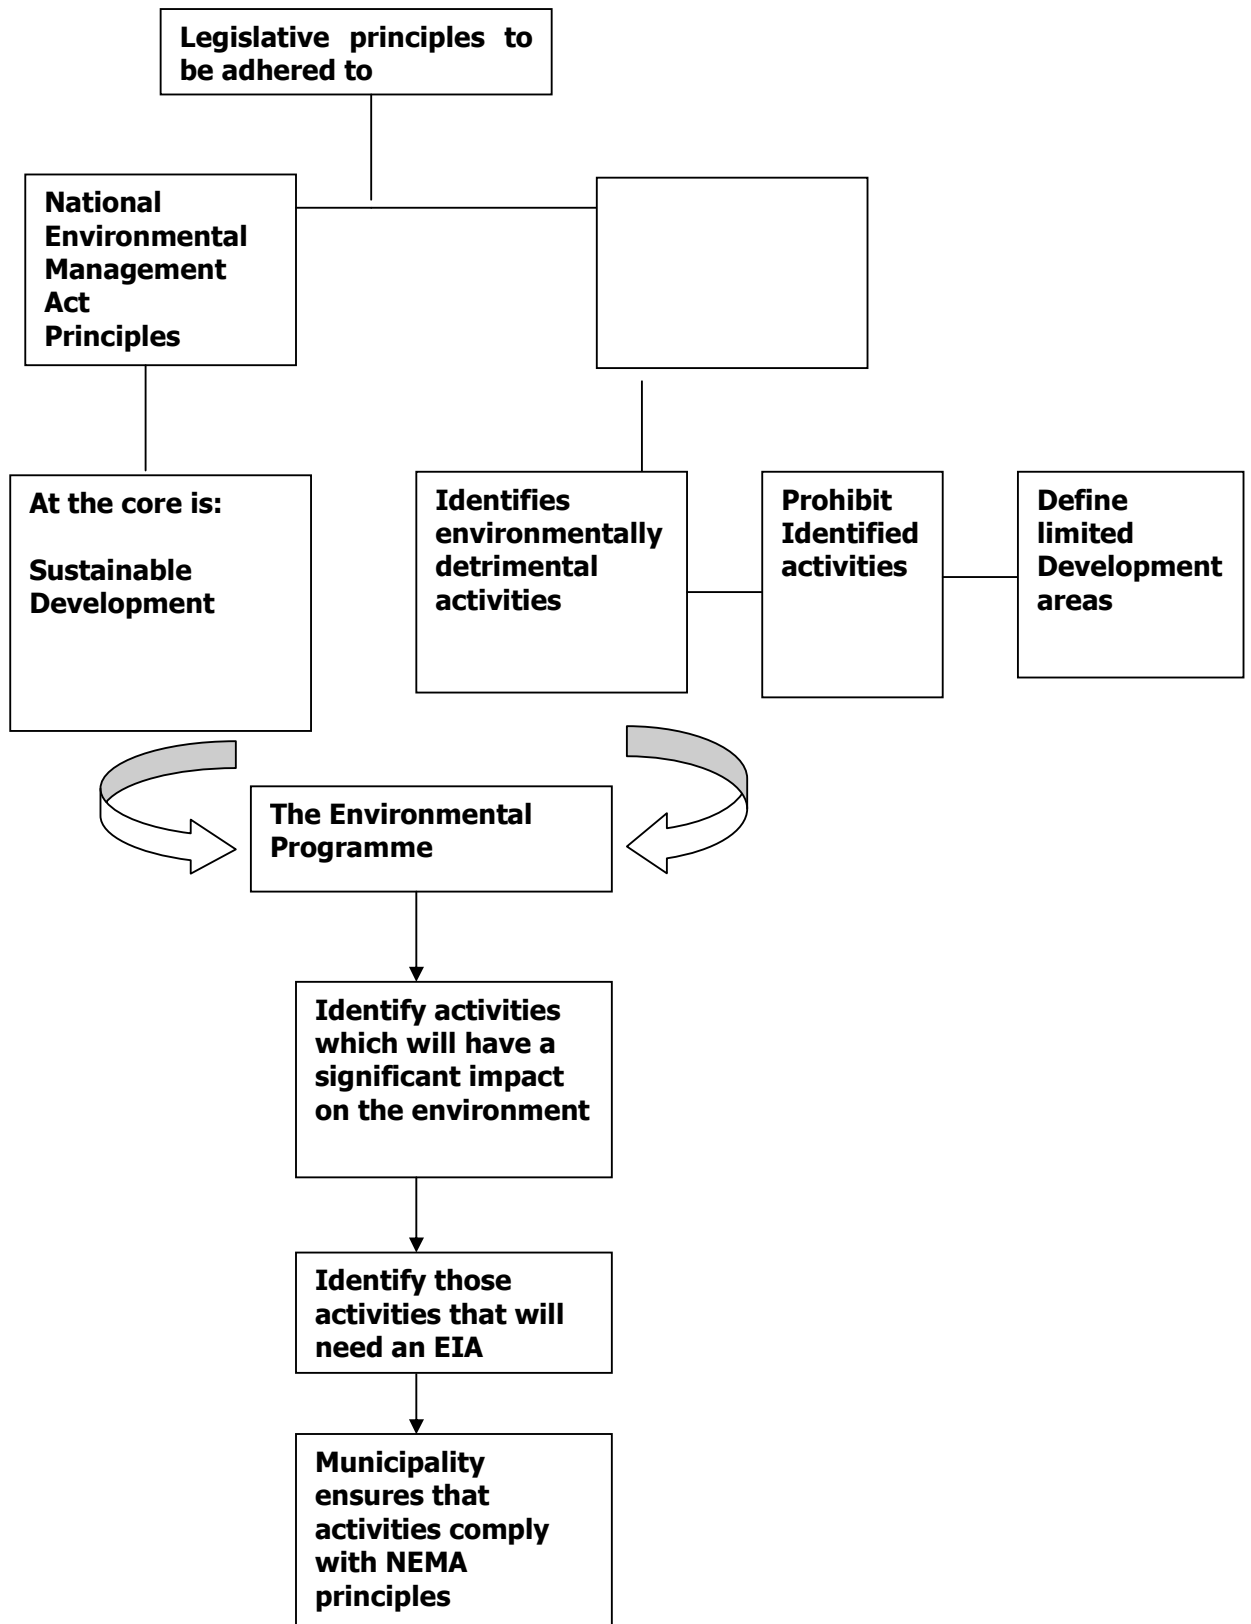 Legislative principles to
be adhered to
National
Environmental
Management
Act
Principles
At the core is:
Sustainable
Development
Identifies
environmentally
detrimental
activities
Prohibit
Identified
activities
Define
limited
Development
areas
The Environmental
Programme
Identify activities
which will have a
significant impact
on the environment
Identify those
activities that will
need an EIA
Municipality
ensures that
activities comply
with NEMA
principles